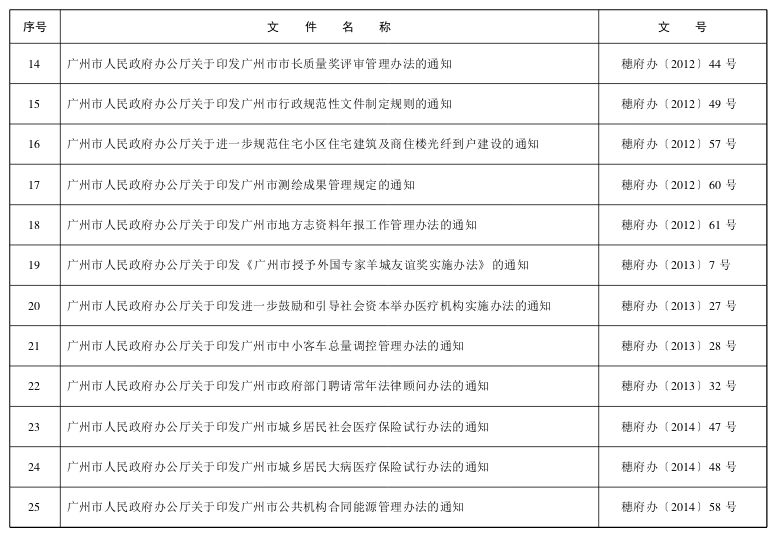 序号 文件名称 文号
14 广州市人民政府办公厅关于印发广州市市长质量奖评审管理办法的通知 穗府办〔2012〕44 号
15 广州市人民政府办公厅关于印发广州市行政规范性文件制定规则的通知 穗府办〔2012〕49 号
16 广州市人民政府办公厅关于进一步规范住宅小区住宅建筑及商住楼光纤到户建设的通知 穗府办〔2012〕57 号
17 广州市人民政府办公厅关于印发广州市测绘成果管理规定的通知 穗府办〔2012〕60 号
18 广州市人民政府办公厅关于印发广州市地方志资料年报工作管理办法的通知 穗府办〔2012〕61 号
19 广州市人民政府办公厅关于印发《广州市授予外国专家羊城友谊奖实施办法》的通知 穗府办〔2013〕7 号
20 广州市人民政府办公厅关于印发进一步鼓励和引导社会资本举办医疗机构实施办法的通知 穗府办〔2013〕27 号
21 广州市人民政府办公厅关于印发广州市中小客车总量调控管理办法的通知 穗府办〔2013〕28 号
22 广州市人民政府办公厅关于印发广州市政府部门聘请常年法律顾问办法的通知 穗府办〔2013〕32 号
23 广州市人民政府办公厅关于印发广州市城乡居民社会医疗保险试行办法的通知 穗府办〔2014〕47 号
24 广州市人民政府办公厅关于印发广州市城乡居民大病医疗保险试行办法的通知 穗府办〔2014〕48 号
25 广州市人民政府办公厅关于印发广州市公共机构合同能源管理办法的通知 穗府办〔2014〕58 号